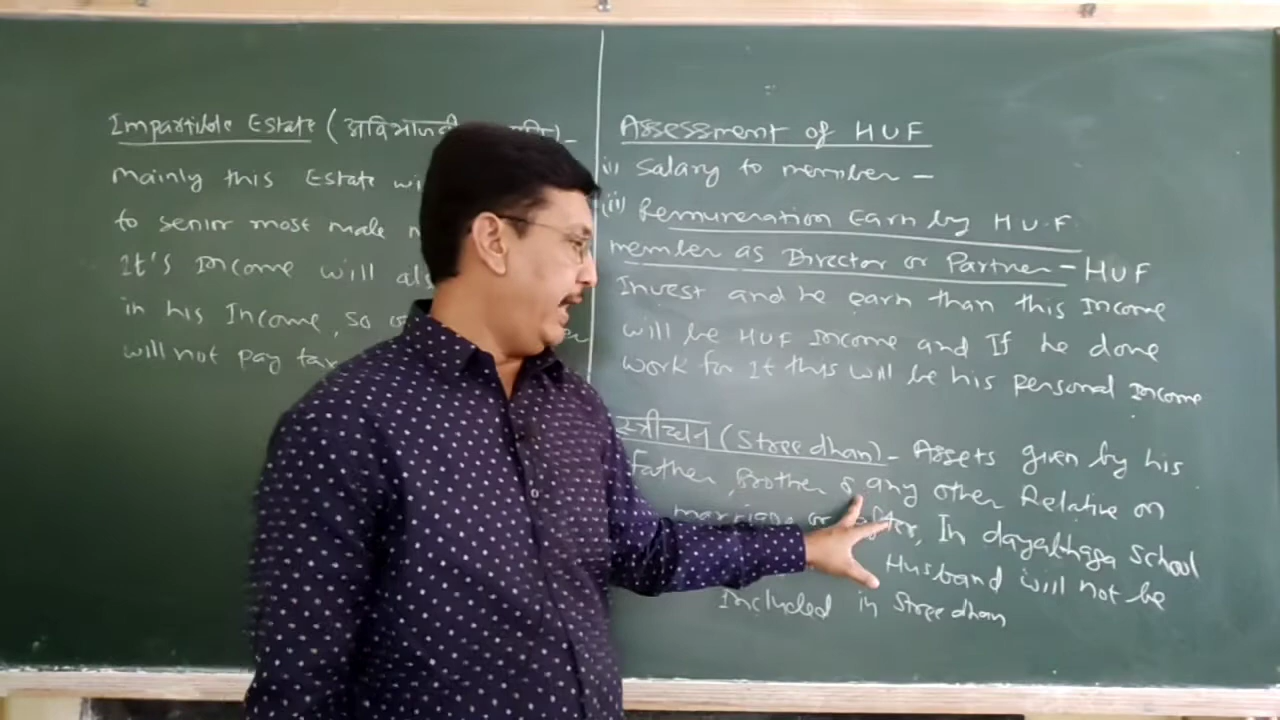 Impartible Estate (
Mainly this Estate
to senior most male
It's Income will
in his Income, so
will not pay tax
Assessment of HUF
(i) Salary to member -
(ii) Remuneration Earn by H.U.F.
member as Director or Partner - HUF
Invest and he earn than this Income
will be HUF Income and If he done
work for It this will be his personal Income
स्त्रीधन (Stree dhan) - Assets given by his
Father, Brother or any other Relative on
marriage or after, In dayabhaga School
Husband will not be
Included in Stree dhan